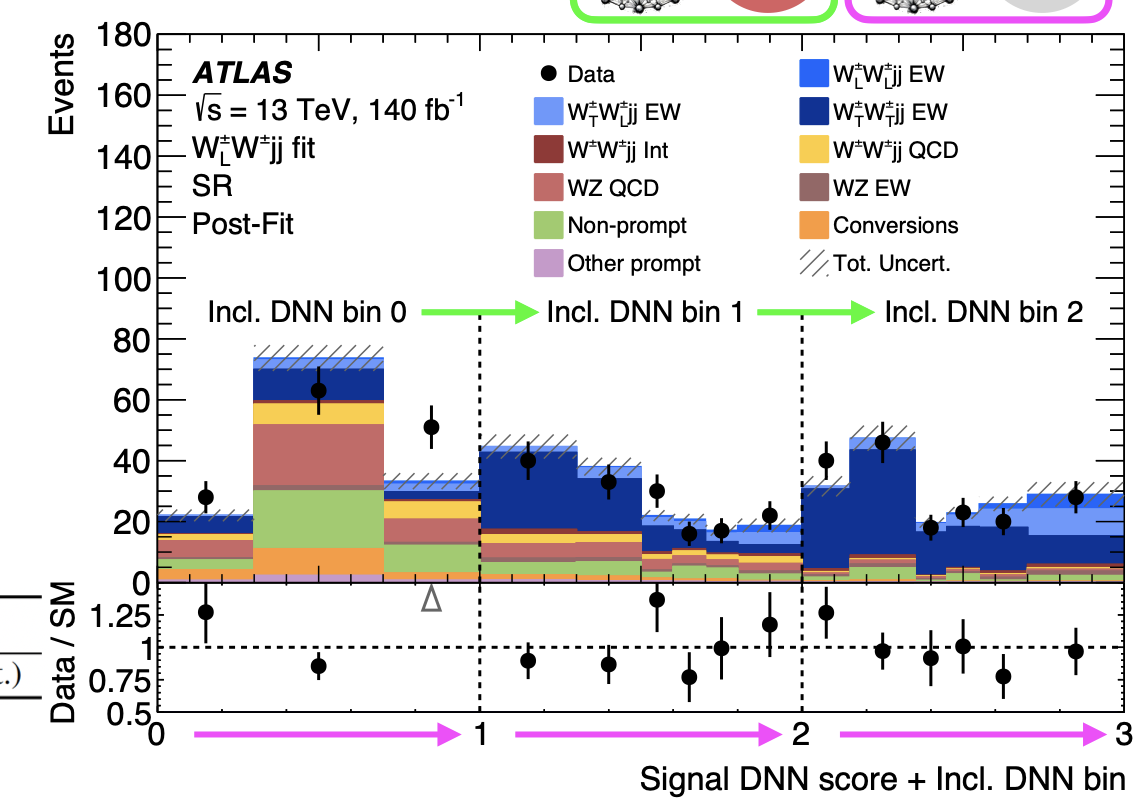 Events
180
160
140
120
100
80
60
40
20
0
ATLAS
√s = 13 TeV, 140 fb⁻¹
W±LW±jj fit
SR
Post-Fit
Data
W±TW±Ljj EW
W±W±jj Int
WZ QCD
Non-prompt
Other prompt
W±LW±Ljj EW
W±TW±Tjj EW
W±W±jj QCD
WZ EW
Conversions
Tot. Uncert.
Incl. DNN bin 0
Incl. DNN bin 1
Incl. DNN bin 2
t.)
Data / SM
1.25
1
0.75
0.5
0 1 2 3
Signal DNN score + Incl. DNN bin